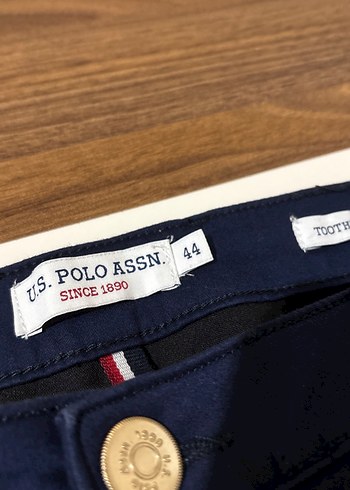 U.S. POLO ASSN.
SINCE 1890
44
TOOTH